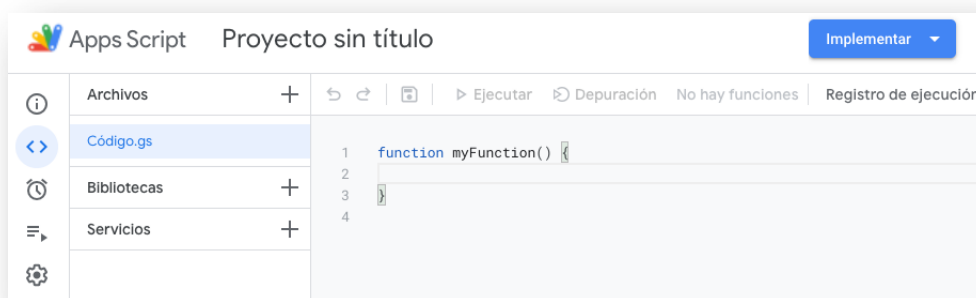 Apps Script Proyecto sin título Implementar
Archivos
Ejecutar Depuración No hay funciones Registro de ejecución
Código.gs
Bibliotecas
Servicios
1 function myFunction() {
2
3 }
4